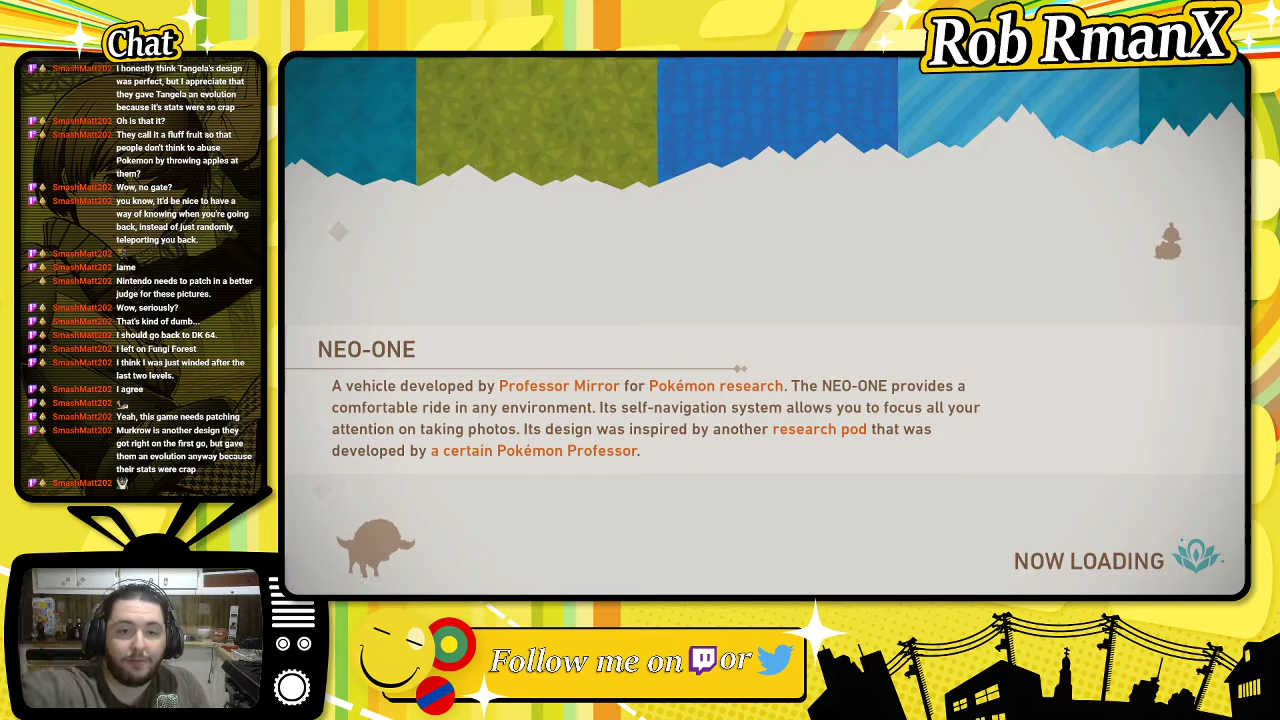 Chat
Rob RmanX
SmashMatt202 I honestly think Tangela's design
was perfect, but I appreciate that
they gave Tangela an evolution
because it's stats were so crap
SmashMatt202 Oh is that it?
SmashMatt202 They call it a fluff fruit so that
people don't think to abuse
Pokemon by throwing apples at
them?
SmashMatt202 Wow, no gate?
SmashMatt202 you know, it'd be nice to have a
way of knowing when you're going
back, instead of just randomly
teleporting you back.
SmashMatt202
SmashMatt202 lame
SmashMatt202 Nintendo needs to patch in a better
judge for these pictures.
SmashMatt202 Wow, seriously?
SmashMatt202 That's kind of dumb...
SmashMatt202 I should go back to DK 64.
SmashMatt202 I left on Fungi Forest
SmashMatt202 I think I was just winded after the
last two levels.
SmashMatt202 I agree
SmashMatt202
SmashMatt202 Yeah, this game needs patching
SmashMatt202 Murkrow is another design they
got right on the first go, but gave
them an evolution anyway because
their stats were crap
SmashMatt202
NEO-ONE
A vehicle developed by Professor Mirror for Pokémon research. The NEO-ONE provides a
comfortable ride in any environment. Its self-navigation system allows you to focus all your
attention on taking photos. Its design was inspired by another research pod that was
developed by a certain Pokémon Professor.
NOW LOADING
Follow me on or